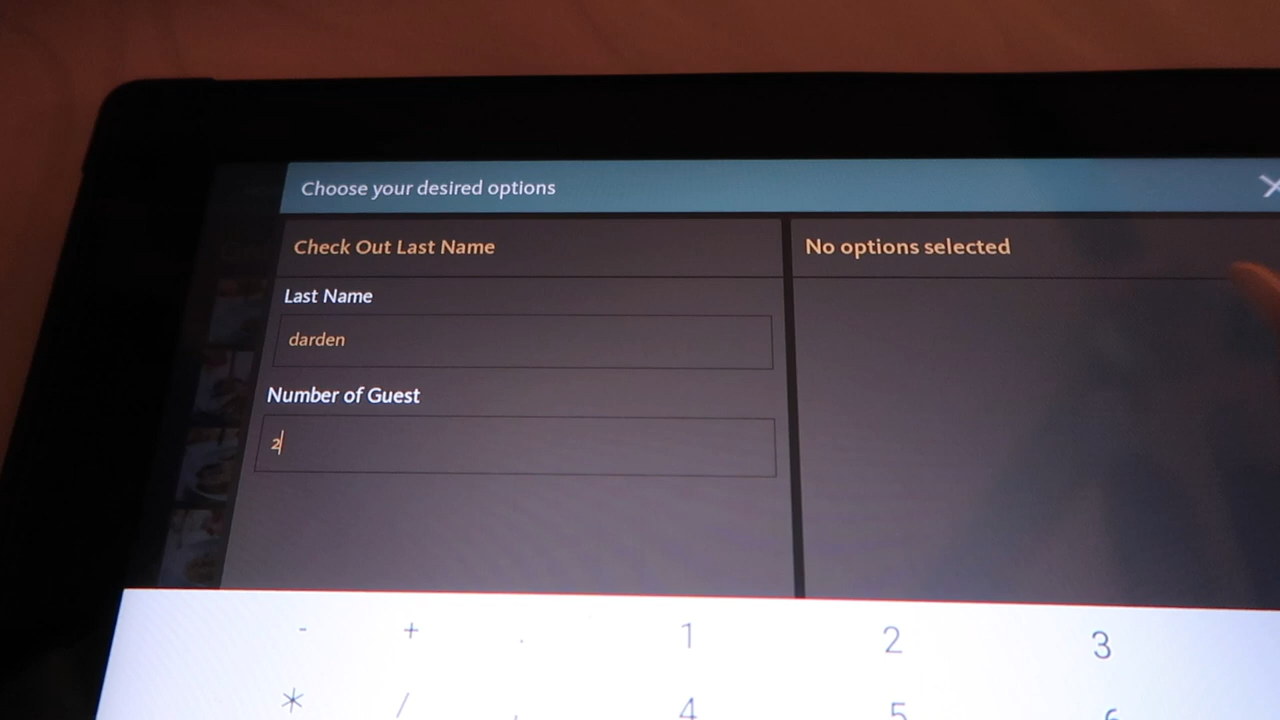 Choose your desired options
Check Out Last Name
No options selected
Last Name
darden
Number of Guest
2
- + . 1 2 3
* / , 4 5 6